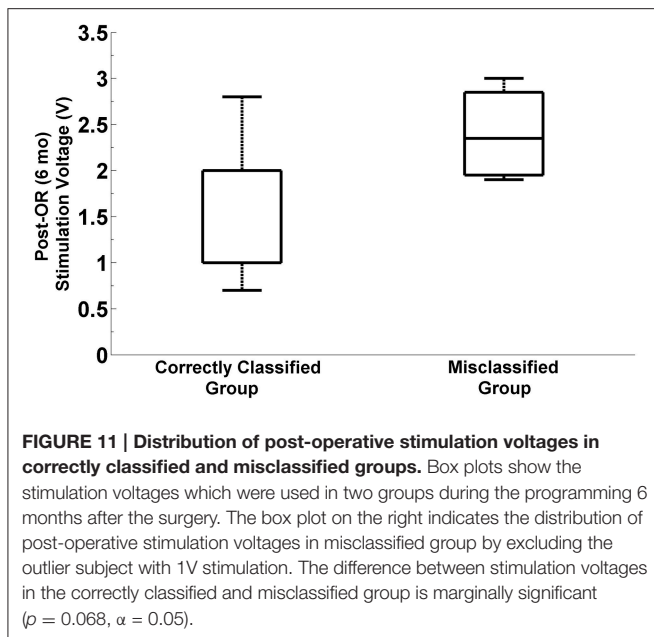 3.5
3
2.5
2
1.5
1
0.5
0
Post-OR (6 mo)
Stimulation Voltage (V)
Correctly Classified
Group
Misclassified
Group
FIGURE 11 | Distribution of post-operative stimulation voltages in
correctly classified and misclassified groups. Box plots show the
stimulation voltages which were used in two groups during the programming 6
months after the surgery. The box plot on the right indicates the distribution of
post-operative stimulation voltages in misclassified group by excluding the
outlier subject with 1V stimulation. The difference between stimulation voltages
in the correctly classified and misclassified group is marginally significant
(p = 0.068, α = 0.05).